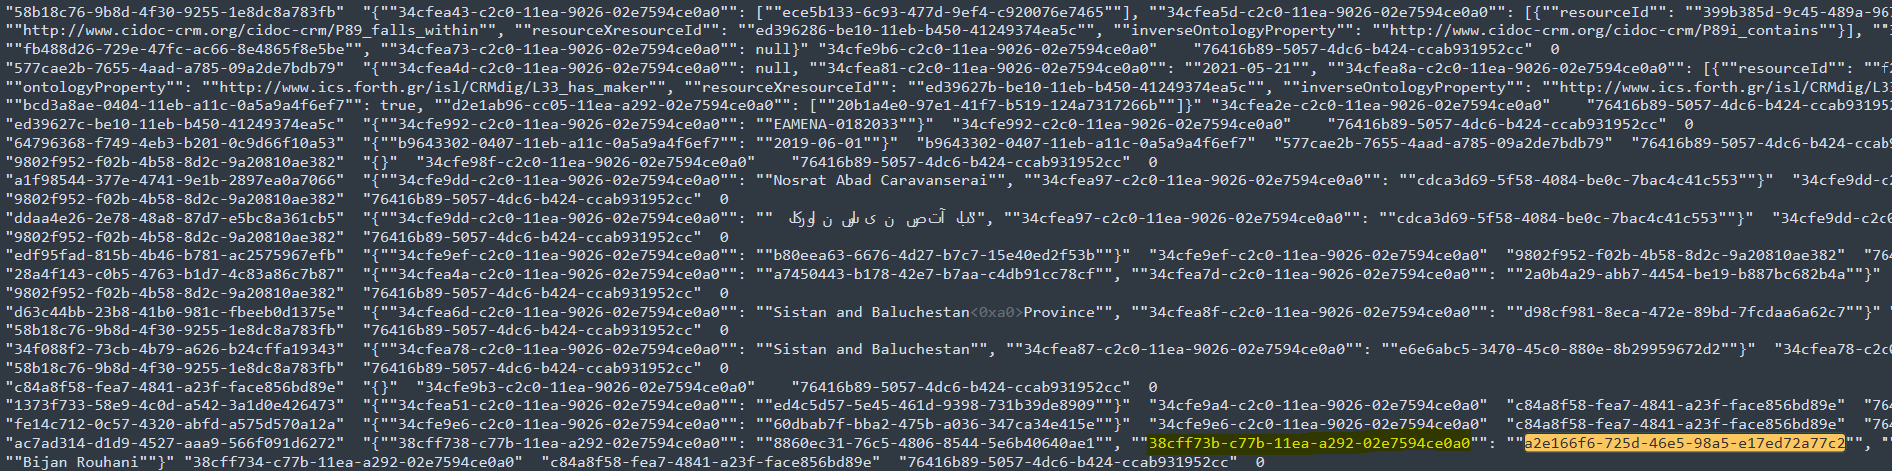 "58b18c76-9b8d-4f30-9255-1e8dc8a783fb"  "{""34cfea43-c2c0-11ea-9026-02e7594ce0a0"": [""ece5b133-6c93-477d-9ef4-c920076e7465""], ""34cfea5d-c2c0-11ea-9026-02e7594ce0a0"": [{""resourceId"": ""399b385d-9c45-489a-96
""http://www.cidoc-crm.org/cidoc-crm/P89_falls_within"", ""resourceXresourceId"": ""ed396286-be10-11eb-b450-41249374ea5c"", ""inverseOntologyProperty"": ""http://www.cidoc-crm.org/cidoc-crm/P89i_contains""}],
""fb488d26-729e-47fc-ac66-8e4865f8e5be"", ""34cfea73-c2c0-11ea-9026-02e7594ce0a0"": null}" "34cfe9b6-c2c0-11ea-9026-02e7594ce0a0"    "76416b89-5057-4dc6-b424-ccab931952cc"  0
"577cae2b-7655-4aad-a785-09a2de7bdb79"  "{""34cfea4d-c2c0-11ea-9026-02e7594ce0a0"": null, ""34cfea81-c2c0-11ea-9026-02e7594ce0a0"": ""2021-05-21"", ""34cfea8a-c2c0-11ea-9026-02e7594ce0a0"": [{""resourceId"": ""f2
""ontologyProperty"": ""http://www.ics.forth.gr/isl/CRMdig/L33_has_maker"", ""resourceXresourceId"": ""ed39627b-be10-11eb-b450-41249374ea5c"", ""inverseOntologyProperty"": ""http://www.ics.forth.gr/isl/CRMdig/L33
""bcd3a8ae-0404-11eb-a11c-0a5a9a4f6ef7"": true, ""d2e1ab96-cc05-11ea-a292-02e7594ce0a0"": [""20b1a4e0-97e1-41f7-b519-124a7317266b""]}" "34cfea2e-c2c0-11ea-9026-02e7594ce0a0"    "76416b89-5057-4dc6-b424-ccab931952
"ed39627c-be10-11eb-b450-41249374ea5c"  "{""34cfe992-c2c0-11ea-9026-02e7594ce0a0"": ""EAMENA-0182033""}"  "34cfe992-c2c0-11ea-9026-02e7594ce0a0"    "76416b89-5057-4dc6-b424-ccab931952cc"  0
"64796368-f749-4eb3-b201-0c9d66f10a53"  "{""b9643302-0407-11eb-a11c-0a5a9a4f6ef7"": ""2019-06-01""}"  "b9643302-0407-11eb-a11c-0a5a9a4f6ef7"  "577cae2b-7655-4aad-a785-09a2de7bdb79"  "76416b89-5057-4dc6-b424-ccab9319
"9802f952-f02b-4b58-8d2c-9a20810ae382"  "{}"  "34cfe98f-c2c0-11ea-9026-02e7594ce0a0"    "76416b89-5057-4dc6-b424-ccab931952cc"  0
"a1f98544-377e-4741-9e1b-2897ea0a7066"  "{""34cfe9dd-c2c0-11ea-9026-02e7594ce0a0"": ""Nosrat Abad Caravanserai"", ""34cfea97-c2c0-11ea-9026-02e7594ce0a0"": ""cdca3d69-5f58-4084-be0c-7bac4c41c553""}"  "34cfe9dd-c2
"9802f952-f02b-4b58-8d2c-9a20810ae382"  "76416b89-5057-4dc6-b424-ccab931952cc"  0
"ddaa4e26-2e78-48a8-87d7-e5bc8a361cb5"  "{""34cfe9dd-c2c0-11ea-9026-02e7594ce0a0"": "" "", ""34cfea97-c2c0-11ea-9026-02e7594ce0a0"": ""cdca3d69-5f58-4084-be0c-7bac4c41c553""}"  "34cfe9dd-c2c0
"9802f952-f02b-4b58-8d2c-9a20810ae382"  "76416b89-5057-4dc6-b424-ccab931952cc"  0
"edf95fad-815b-4b46-b781-ac2575967efb"  "{""34cfe9ef-c2c0-11ea-9026-02e7594ce0a0"": ""b80eea63-6676-4d27-b7c7-15e40ed2f53b""}"  "34cfe9ef-c2c0-11ea-9026-02e7594ce0a0"  "9802f952-f02b-4b58-8d2c-9a20810ae382"  "76
"28a4f143-c0b5-4763-b1d7-4c83a86c7b87"  "{""34cfea4a-c2c0-11ea-9026-02e7594ce0a0"": ""a7450443-b178-42e7-b7aa-c4db91cc78cf"", ""34cfea7d-c2c0-11ea-9026-02e7594ce0a0"": ""2a0b4a29-abb7-4454-be19-b887bc682b4a""}"
"9802f952-f02b-4b58-8d2c-9a20810ae382"  "76416b89-5057-4dc6-b424-ccab931952cc"  0
"d63c44bb-23b8-41b0-981c-fbeeb0d1375e"  "{""34cfea6d-c2c0-11ea-9026-02e7594ce0a0"": ""Sistan and Baluchestan<0xa0>Province"", ""34cfea8f-c2c0-11ea-9026-02e7594ce0a0"": ""d98cf981-8eca-472e-89bd-7fcdaa6a62c7""}"
"58b18c76-9b8d-4f30-9255-1e8dc8a783fb"  "76416b89-5057-4dc6-b424-ccab931952cc"  0
"34f088f2-73cb-4b79-a626-b24cffa19343"  "{""34cfea78-c2c0-11ea-9026-02e7594ce0a0"": ""Sistan and Baluchestan"", ""34cfea87-c2c0-11ea-9026-02e7594ce0a0"": ""e6e6abc5-3470-45c0-880e-8b29959672d2""}"  "34cfea78-c2c
"58b18c76-9b8d-4f30-9255-1e8dc8a783fb"  "76416b89-5057-4dc6-b424-ccab931952cc"  0
"c84a8f58-fea7-4841-a23f-face856bd89e"  "{}"  "34cfe9b3-c2c0-11ea-9026-02e7594ce0a0"    "76416b89-5057-4dc6-b424-ccab931952cc"  0
"1373f733-58e9-4c0d-a542-3a1d0e426473"  "{""34cfea51-c2c0-11ea-9026-02e7594ce0a0"": ""ed4c5d57-5e45-461d-9398-731b39de8909""}"  "34cfe9a4-c2c0-11ea-9026-02e7594ce0a0"  "c84a8f58-fea7-4841-a23f-face856bd89e"  "76
"fe14c712-0c57-4320-abfd-a575d570a12a"  "{""34cfe9e6-c2c0-11ea-9026-02e7594ce0a0"": ""60dbab7f-bba2-475b-a036-347ca34e415e""}"  "34cfe9e6-c2c0-11ea-9026-02e7594ce0a0"  "c84a8f58-fea7-4841-a23f-face856bd89e"  "76
"ac7ad314-d1d9-4527-aaa9-566f091d6272"  "{""38cff738-c77b-11ea-a292-02e7594ce0a0"": ""8860ec31-76c5-4806-8544-5e6b40640ae1"", ""38cff73b-c77b-11ea-a292-02e7594ce0a0"": ""a2e166f6-725d-46e5-98a5-e17ed72a77c2"",
""Bijan Rouhani""}" "38cff734-c77b-11ea-a292-02e7594ce0a0"  "c84a8f58-fea7-4841-a23f-face856bd89e"  "76416b89-5057-4dc6-b424-ccab931952cc"  0